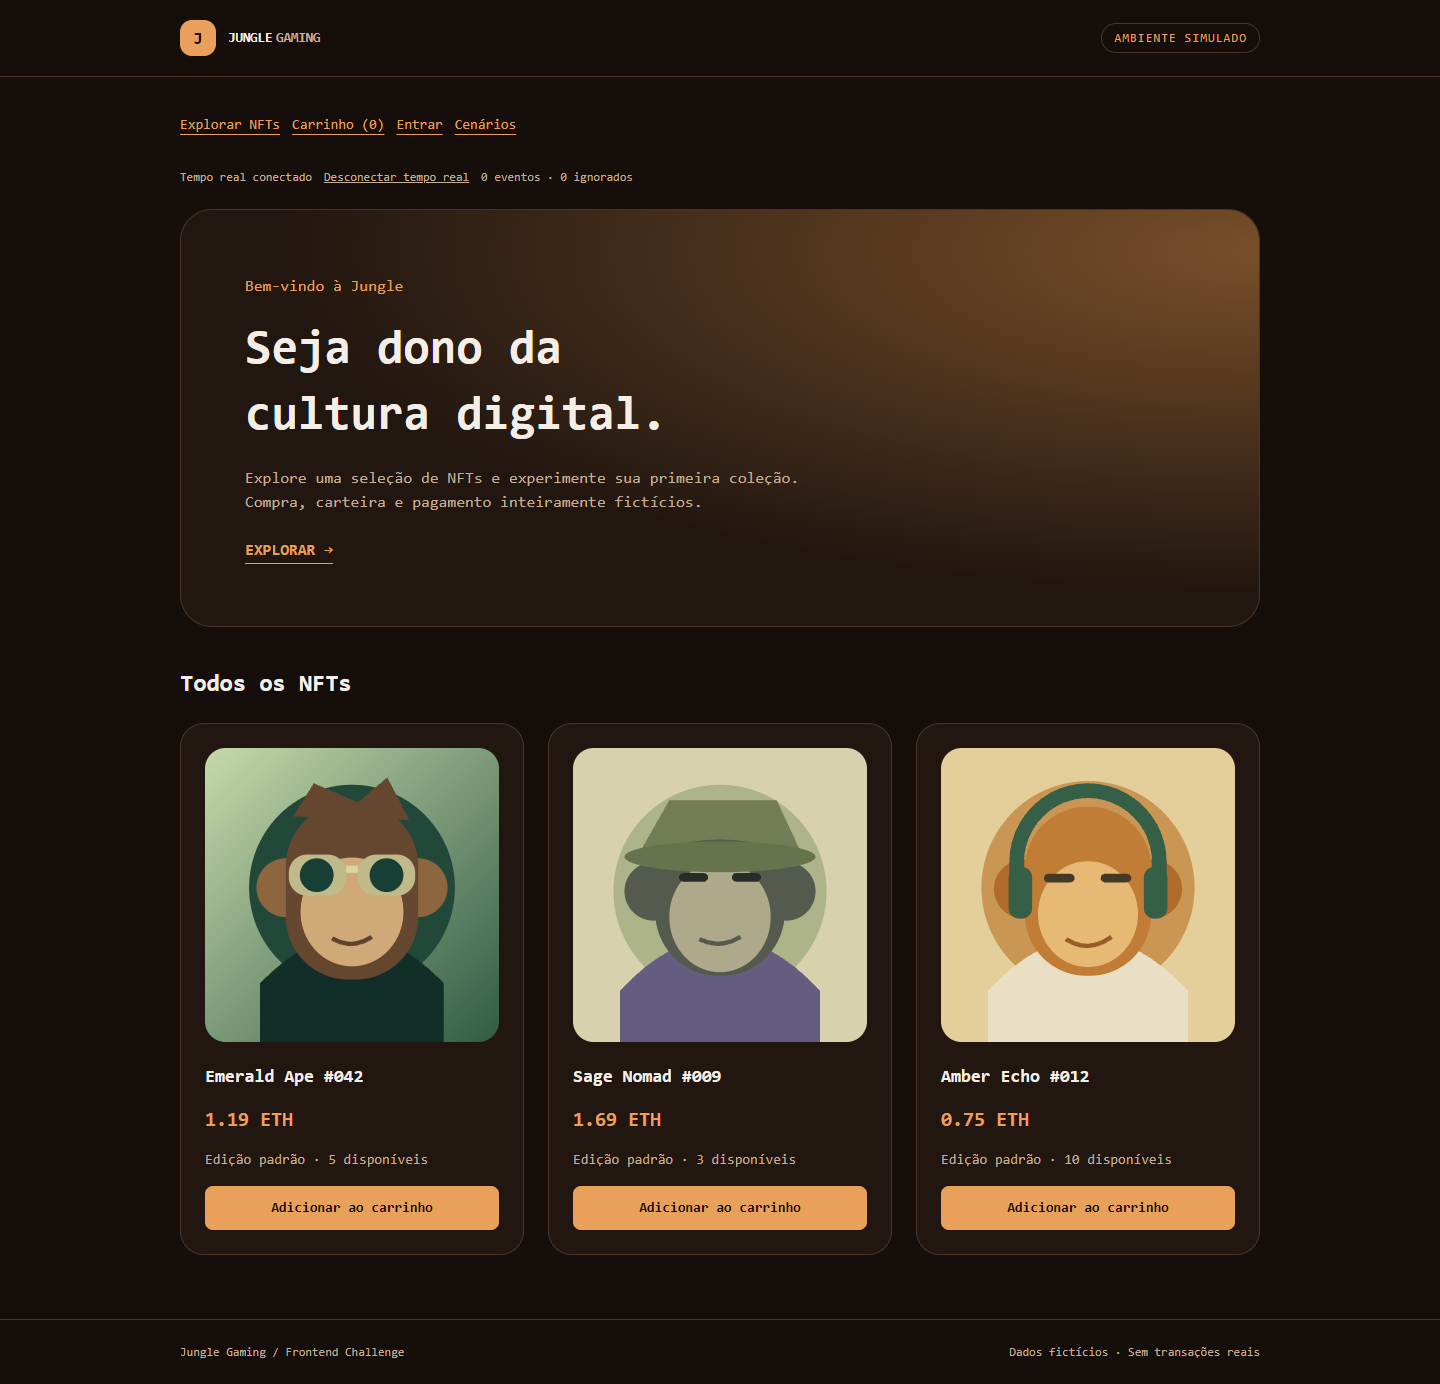 J JUNGLE GAMING AMBIENTE SIMULADO
Explorar NFTs Carrinho (0) Entrar Cenários
Tempo real conectado Desconectar tempo real 0 eventos · 0 ignorados
Bem-vindo à Jungle
Seja dono da
cultura digital.
Explore uma seleção de NFTs e experimente sua primeira coleção.
Compra, carteira e pagamento inteiramente fictícios.
EXPLORAR →
Todos os NFTs
Emerald Ape #042
1.19 ETH
Edição padrão · 5 disponíveis
Adicionar ao carrinho
Sage Nomad #009
1.69 ETH
Edição padrão · 3 disponíveis
Adicionar ao carrinho
Amber Echo #012
0.75 ETH
Edição padrão · 10 disponíveis
Adicionar ao carrinho
Jungle Gaming / Frontend Challenge
Dados fictícios · Sem transações reais